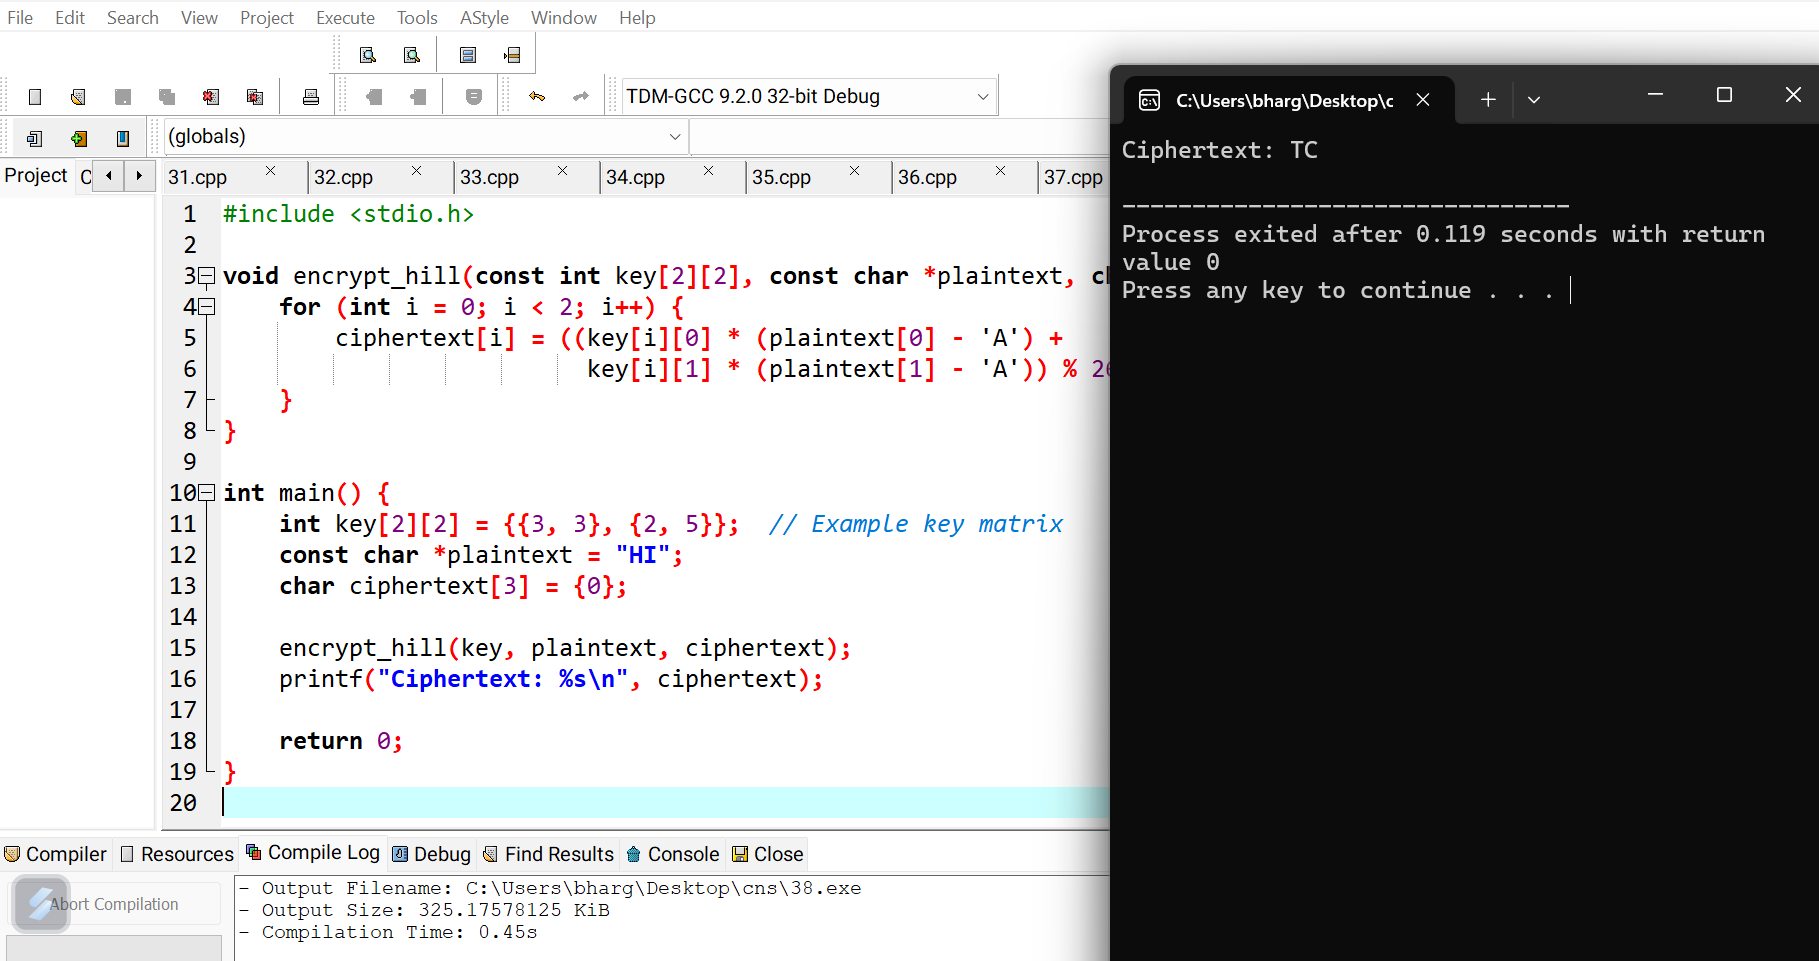 File Edit Search View Project Execute Tools AStyle Window Help
TDM-GCC 9.2.0 32-bit Debug
(globals)
Project
31.cpp 32.cpp 33.cpp 34.cpp 35.cpp 36.cpp 37.cpp
1 #include <stdio.h>
2
3 void encrypt_hill(const int key[2][2], const char *plaintext,
4 for (int i = 0; i < 2; i++) {
5 ciphertext[i] = ((key[i][0] * (plaintext[0] - 'A') +
6 key[i][1] * (plaintext[1] - 'A')) % 26
7 }
8 }
9
10 int main() {
11 int key[2][2] = {{3, 3}, {2, 5}}; // Example key matrix
12 const char *plaintext = "HI";
13 char ciphertext[3] = {0};
14
15 encrypt_hill(key, plaintext, ciphertext);
16 printf("Ciphertext: %s\n", ciphertext);
17
18 return 0;
19 }
20
Compiler Resources Compile Log Debug Find Results Console Close
Abort Compilation
- Output Filename: C:\Users\bharg\Desktop\cns\38.exe
- Output Size: 325.17578125 KiB
- Compilation Time: 0.45s
C:\Users\bharg\Desktop\c
Ciphertext: TC
--------------------------------
Process exited after 0.119 seconds with return
value 0
Press any key to continue . . .